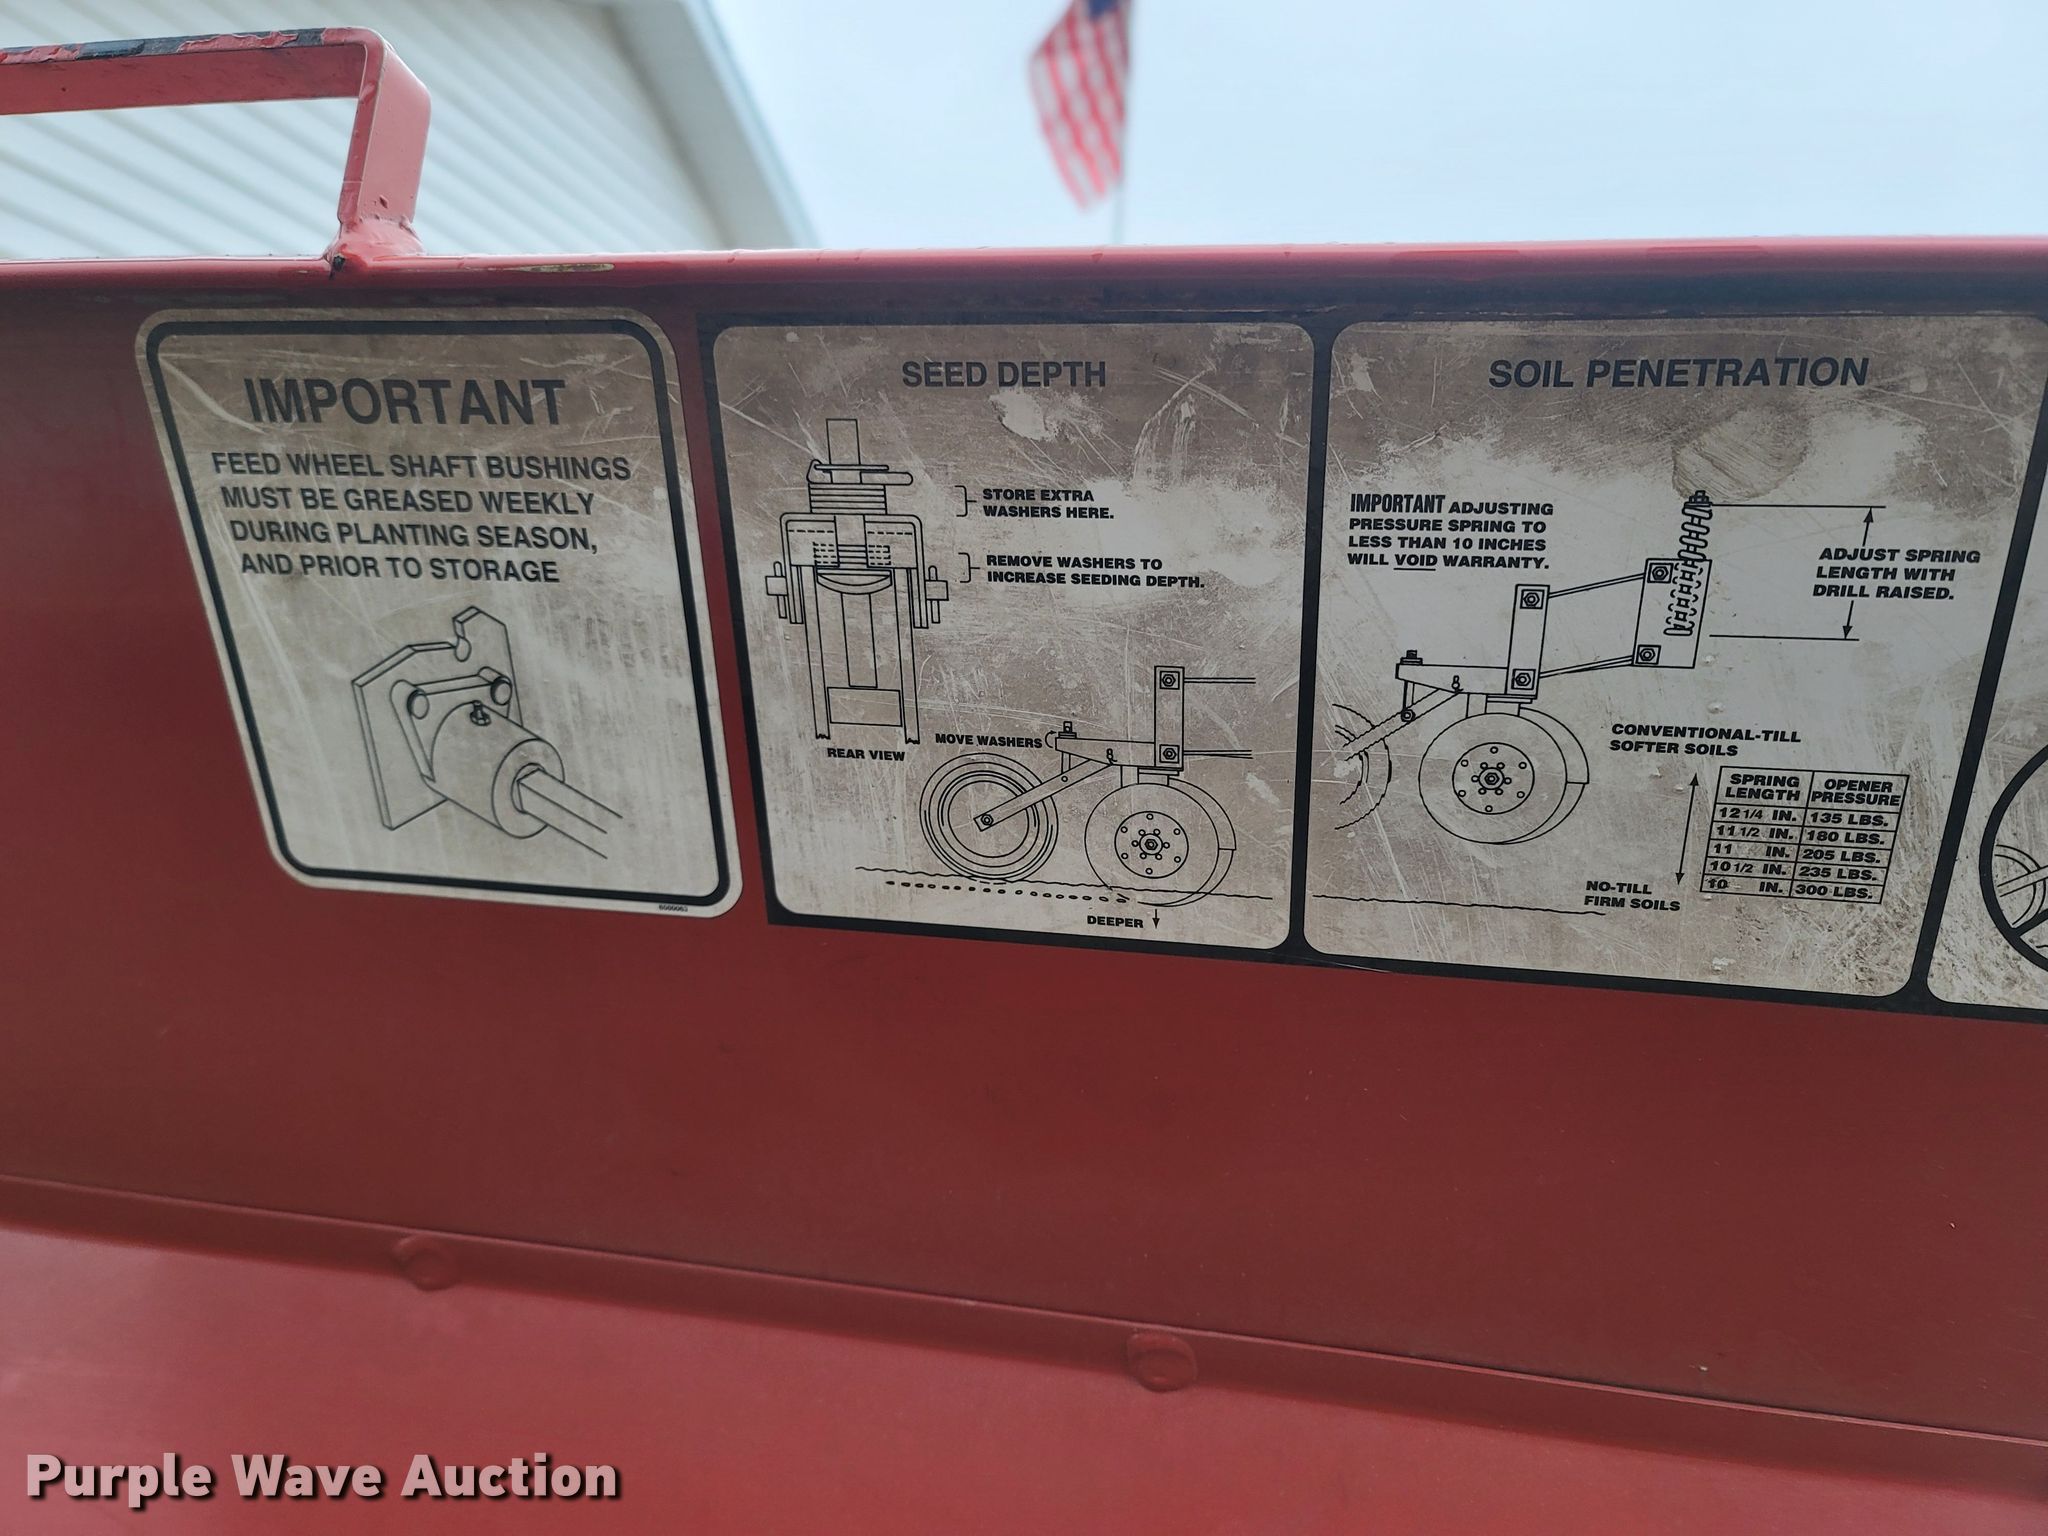 IMPORTANT
FEED WHEEL SHAFT BUSHINGS
MUST BE GREASED WEEKLY
DURING PLANTING SEASON,
AND PRIOR TO STORAGE
6000063
SEED DEPTH
STORE EXTRA
WASHERS HERE.
REMOVE WASHERS TO
INCREASE SEEDING DEPTH.
REAR VIEW
MOVE WASHERS
DEEPER
SOIL PENETRATION
IMPORTANT ADJUSTING
PRESSURE SPRING TO
LESS THAN 10 INCHES
WILL VOID WARRANTY.
ADJUST SPRING
LENGTH WITH
DRILL RAISED.
CONVENTIONAL-TILL
SOFTER SOILS
NO-TILL
FIRM SOILS
SPRING LENGTH OPENER PRESSURE
12 1/4 IN. 135 LBS.
11 1/2 IN. 180 LBS.
11 IN. 205 LBS.
10 1/2 IN. 235 LBS.
10 IN. 300 LBS.
Purple Wave Auction